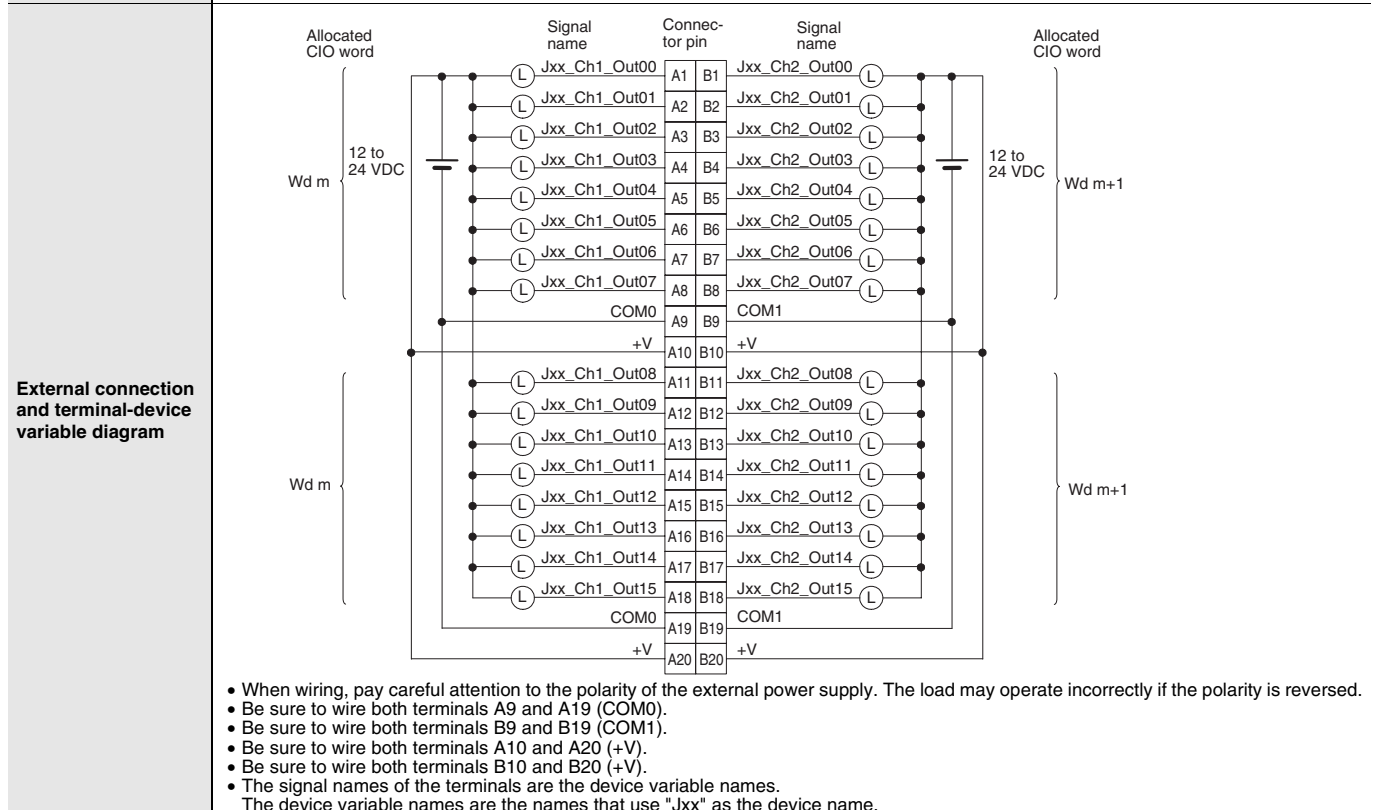 External connection
and terminal-device
variable diagram
Allocated
CIO word
Signal
name
Connec-
tor pin
Signal
name
Allocated
CIO word
L Jxx_Ch1_Out00 A1 B1 Jxx_Ch2_Out00 L
L Jxx_Ch1_Out01 A2 B2 Jxx_Ch2_Out01 L
L Jxx_Ch1_Out02 A3 B3 Jxx_Ch2_Out02 L
12 to
24 VDC
L Jxx_Ch1_Out03 A4 B4 Jxx_Ch2_Out03 L
12 to
24 VDC
Wd m
L Jxx_Ch1_Out04 A5 B5 Jxx_Ch2_Out04 L
Wd m+1
L Jxx_Ch1_Out05 A6 B6 Jxx_Ch2_Out05 L
L Jxx_Ch1_Out06 A7 B7 Jxx_Ch2_Out06 L
L Jxx_Ch1_Out07 A8 B8 Jxx_Ch2_Out07 L
COM0 A9 B9 COM1
+V A10 B10 +V
L Jxx_Ch1_Out08 A11 B11 Jxx_Ch2_Out08 L
L Jxx_Ch1_Out09 A12 B12 Jxx_Ch2_Out09 L
L Jxx_Ch1_Out10 A13 B13 Jxx_Ch2_Out10 L
Wd m
L Jxx_Ch1_Out11 A14 B14 Jxx_Ch2_Out11 L
Wd m+1
L Jxx_Ch1_Out12 A15 B15 Jxx_Ch2_Out12 L
L Jxx_Ch1_Out13 A16 B16 Jxx_Ch2_Out13 L
L Jxx_Ch1_Out14 A17 B17 Jxx_Ch2_Out14 L
L Jxx_Ch1_Out15 A18 B18 Jxx_Ch2_Out15 L
COM0 A19 B19 COM1
+V A20 B20 +V
• When wiring, pay careful attention to the polarity of the external power supply. The load may operate incorrectly if the polarity is reversed.
• Be sure to wire both terminals A9 and A19 (COM0).
• Be sure to wire both terminals B9 and B19 (COM1).
• Be sure to wire both terminals A10 and A20 (+V).
• Be sure to wire both terminals B10 and B20 (+V).
• The signal names of the terminals are the device variable names.
The device variable names are the names that use "Jxx" as the device name.